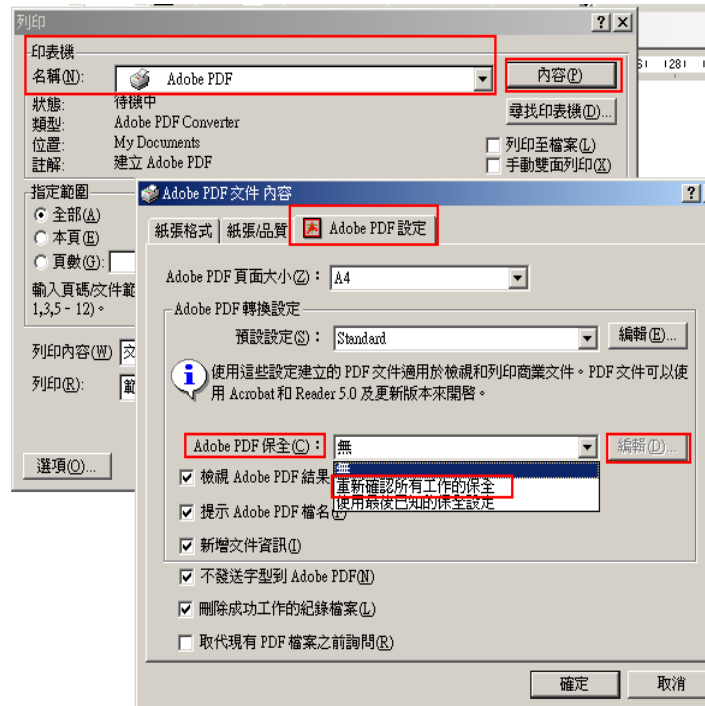 列印
印表機
名稱(N): Adobe PDF 內容(P)
狀態: 待機中 尋找印表機(D)...
類型: Adobe PDF Converter
位置: My Documents 列印至檔案(L)
註解: 建立 Adobe PDF 手動雙面列印(X)
指定範圍
全部(A)
本頁(E)
頁數(G):
輸入頁碼/文件範
1,3,5 - 12)。
列印內容(W) 文
列印(R): 範
選項(O)...
Adobe PDF 文件 內容
紙張格式 紙張/品質 Adobe PDF 設定
Adobe PDF 頁面大小(Z): A4
Adobe PDF 轉換設定
預設設定(S): Standard 編輯(E)...
使用這些設定建立的 PDF 文件適用於檢視和列印商業文件。PDF 文件可以使
用 Acrobat 和 Reader 5.0 及更新版本來開啓。
Adobe PDF 保全(C): 無 編輯(D)...
無
檢視 Adobe PDF 結果 重新確認所有工作的保全
使用最後已知的保全設定
提示 Adobe PDF 檔名
新增文件資訊(I)
不發送字型到 Adobe PDF(N)
刪除成功工作的紀錄檔案(L)
取代現有 PDF 檔案之前詢問(R)
確定 取消